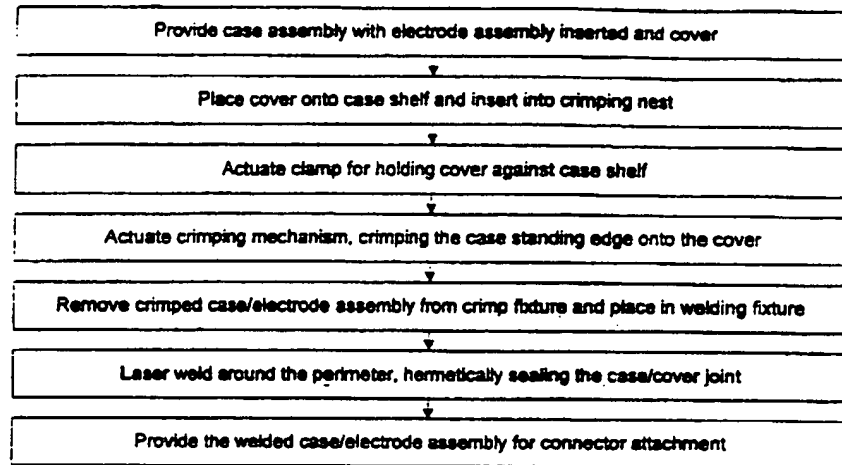 Provide case assembly with electrode assembly inserted and cover
Place cover onto case shelf and insert into crimping nest
Actuate clamp for holding cover against case shelf
Actuate crimping mechanism, crimping the case standing edge onto the cover
Remove crimped case/electrode assembly from crimp fixture and place in welding fixture
Laser weld around the perimeter, hermetically sealing the case/cover joint
Provide the welded case/electrode assembly for connector attachment